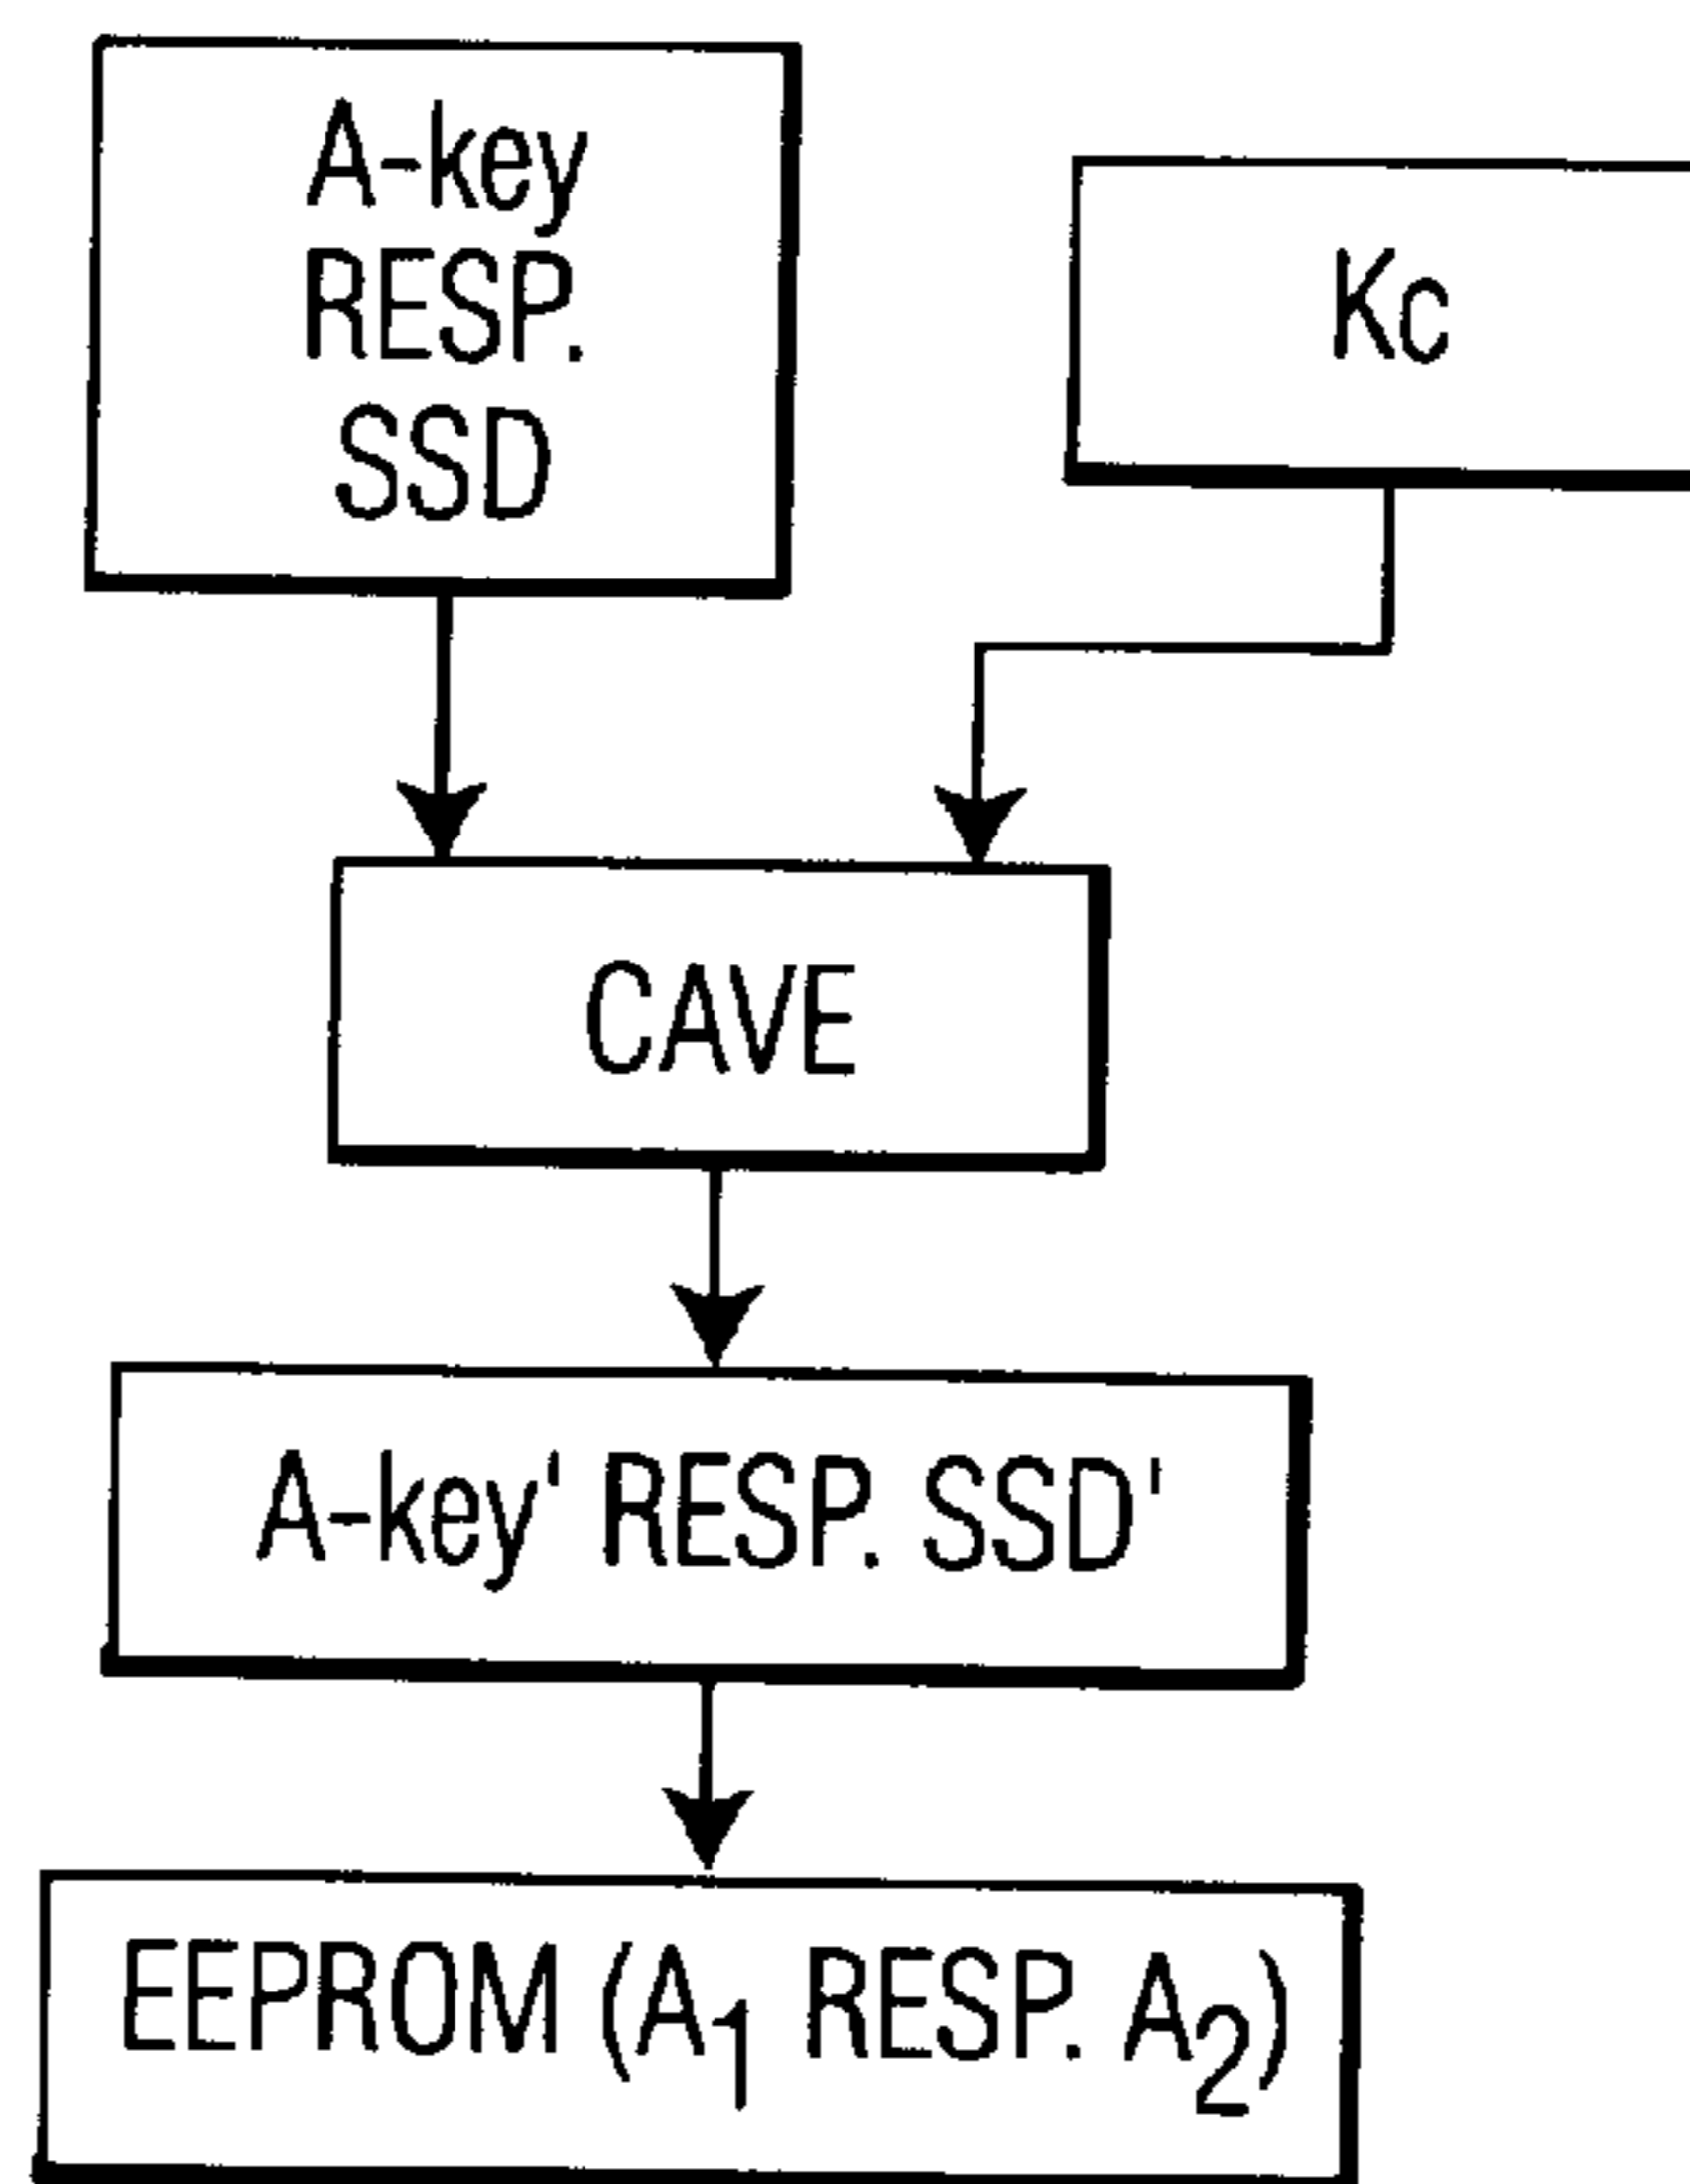 A-key
RESP.
SSD
Kc
CAVE
A-key' RESP. SSD'
EEPROM (A1 RESP. A2)